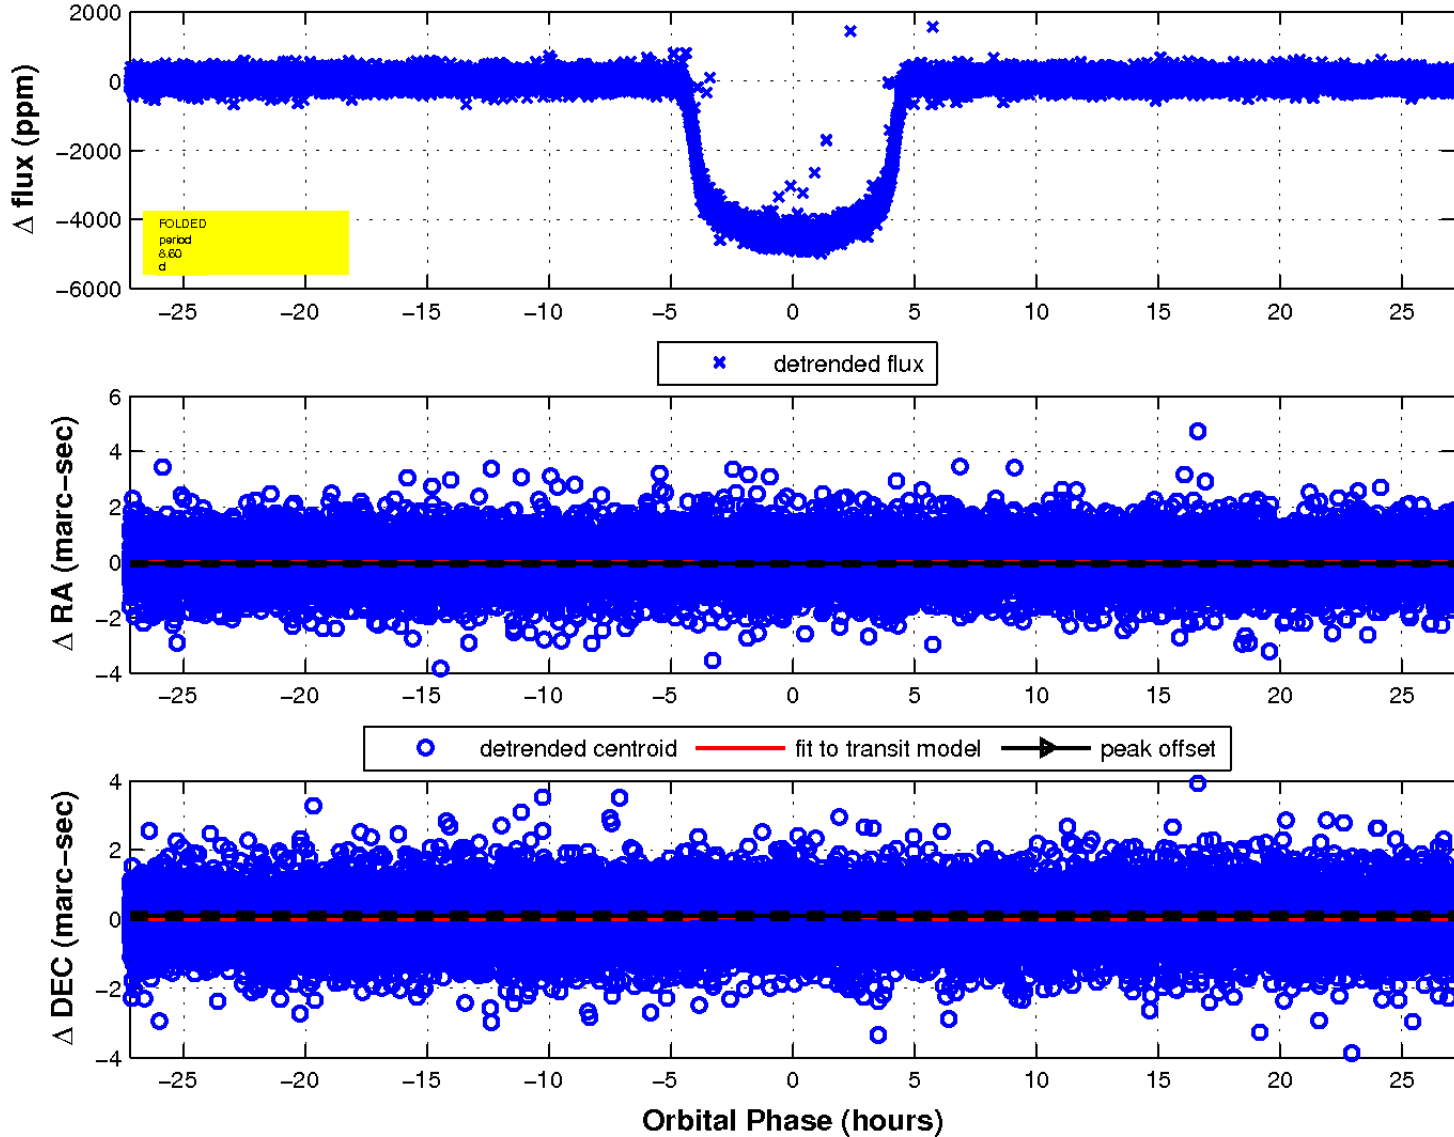 2000
0
−2000
−4000
−6000
Δ flux (ppm)
FOLDED
period
8.60
d
−25 −20 −15 −10 −5 0 5 10 15 20 25
detrended flux
6
4
2
0
−2
−4
Δ RA (marc−sec)
−25 −20 −15 −10 −5 0 5 10 15 20 25
detrended centroid fit to transit model peak offset
4
2
0
−2
−4
Δ DEC (marc−sec)
−25 −20 −15 −10 −5 0 5 10 15 20 25
Orbital Phase (hours)